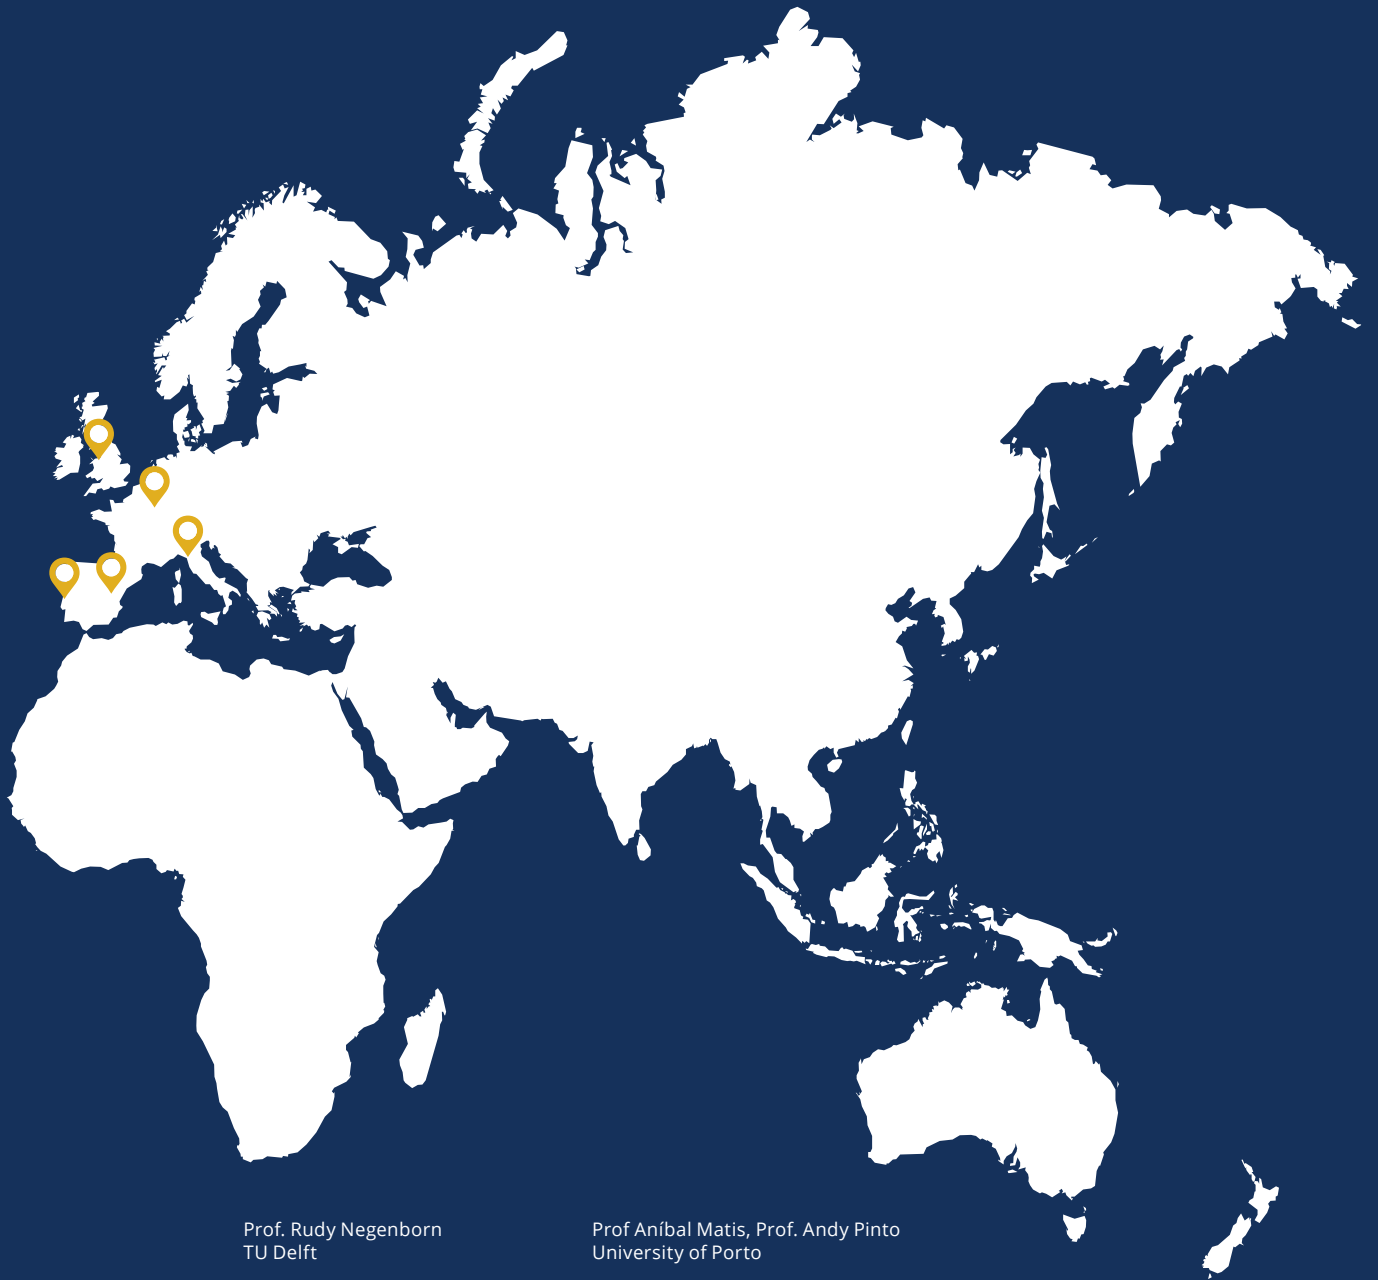 Prof. Rudy Negenborn
TU Delft
Prof Aníbal Matis, Prof. Andy Pinto
University of Porto